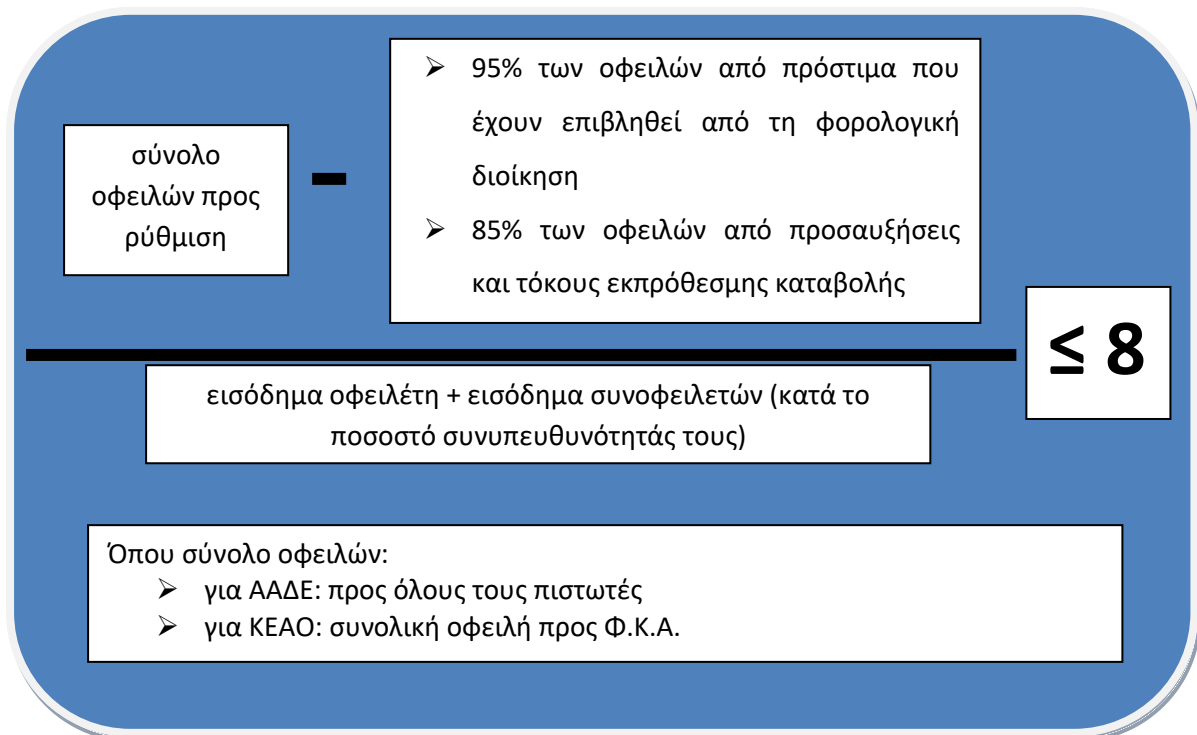 σύνολο
οφειλών προς
ρύθμιση
-
➢ 95% των οφειλών από πρόστιμα που
έχουν επιβληθεί από τη φορολογική
διοίκηση
➢ 85% των οφειλών από προσαυξήσεις
και τόκους εκπρόθεσμης καταβολής
≤ 8
εισόδημα οφειλέτη + εισόδημα συνοφειλετών (κατά το
ποσοστό συνυπευθυνότητάς τους)
Όπου σύνολο οφειλών:
➢ για ΑΑΔΕ: προς όλους τους πιστωτές
➢ για ΚΕΑΟ: συνολική οφειλή προς Φ.Κ.Α.